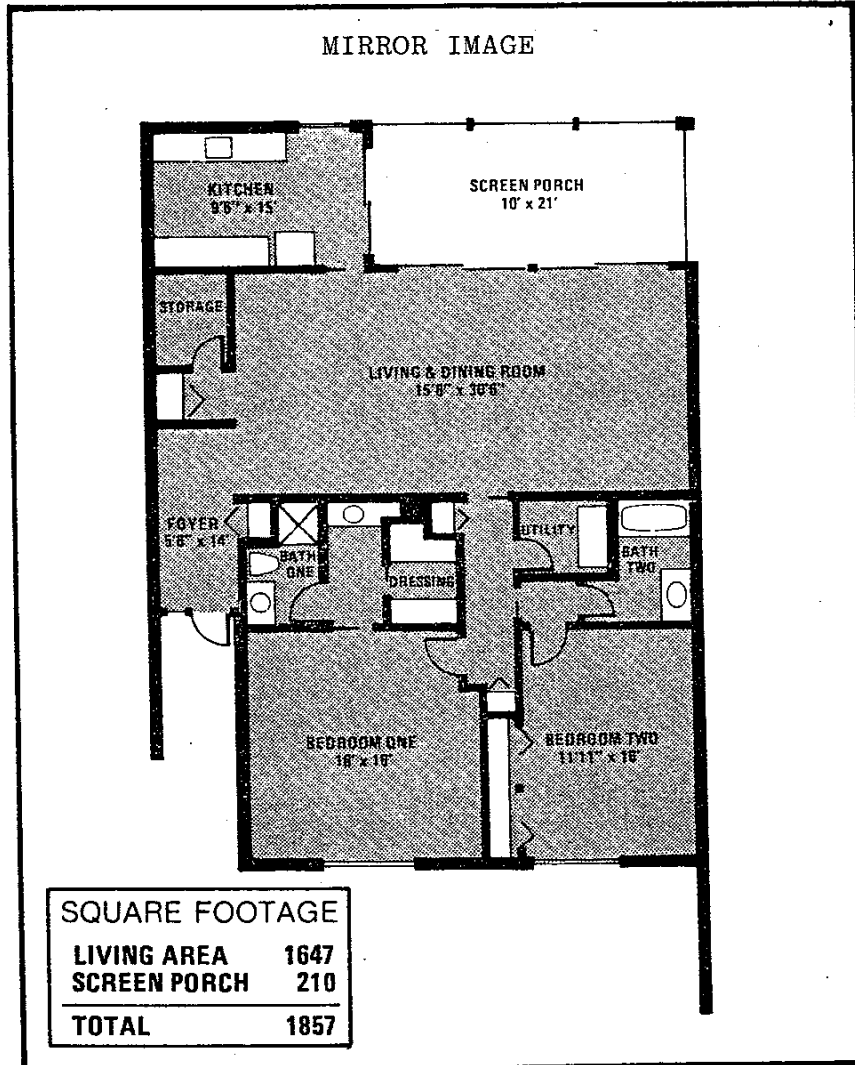 MIRROR IMAGE
KITCHEN
9'6" x 15'
SCREEN PORCH
10' x 21'
STORAGE
LIVING & DINING ROOM
15'8" x 30'6"
FOYER
5'8" x 14'
BATH
ONE
DRESSING
UTILITY
BATH
TWO
BEDROOM ONE
16' x 16'
BEDROOM TWO
11'11" x 16'
SQUARE FOOTAGE
LIVING AREA 1647
SCREEN PORCH 210
TOTAL 1857